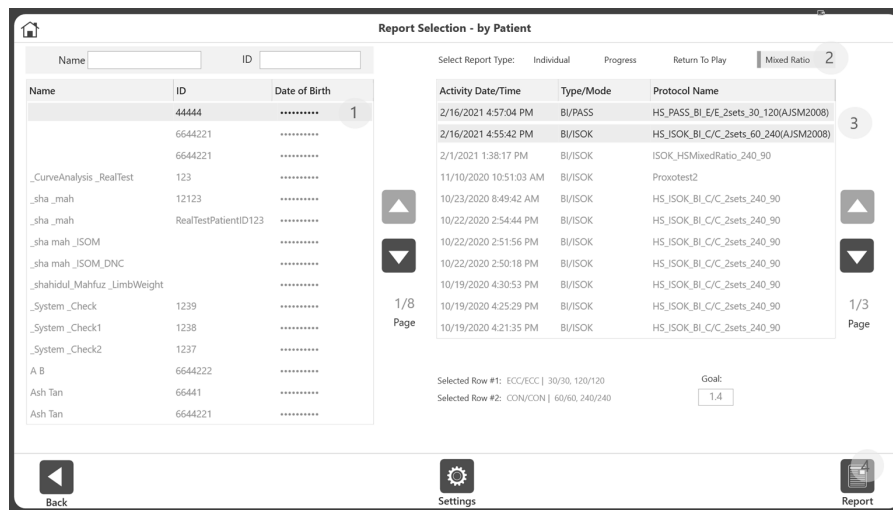 Report Selection - by Patient
Name ID
Select Report Type: Individual Progress Return To Play Mixed Ratio 2
Name ID Date of Birth
44444 •••••••••• 1
6644221 ••••••••••
6644221 ••••••••••
_CurveAnalysis _RealTest 123 ••••••••••
_sha _mah 12123 ••••••••••
_sha _mah RealTestPatientID123 ••••••••••
_sha mah _ISOM ••••••••••
_sha mah _ISOM_DNC ••••••••••
_shahidul_Mahfuz _LimbWeight ••••••••••
_System _Check 1239 ••••••••••
_System _Check1 1238 ••••••••••
_System _Check2 1237 ••••••••••
A B 6644222 ••••••••••
Ash Tan 66441 ••••••••••
Ash Tan 6644221 ••••••••••
1/8
Page
Activity Date/Time Type/Mode Protocol Name
2/16/2021 4:57:04 PM BI/PASS HS_PASS_BI_E/E_2sets_30_120(AJSM2008)
3
2/16/2021 4:55:42 PM BI/ISOK HS_ISOK_BI_C/C_2sets_60_240(AJSM2008)
2/1/2021 1:38:17 PM BI/ISOK ISOK_HSMixedRatio_240_90
11/10/2020 10:51:03 AM BI/ISOK Proxotest2
10/23/2020 8:49:42 AM BI/ISOK HS_ISOK_BI_C/C_2sets_240_90
10/22/2020 2:54:44 PM BI/ISOK HS_ISOK_BI_C/C_2sets_240_90
10/22/2020 2:51:56 PM BI/ISOK HS_ISOK_BI_C/C_2sets_240_90
10/22/2020 2:50:18 PM BI/ISOK HS_ISOK_BI_C/C_2sets_240_90
10/19/2020 4:30:53 PM BI/ISOK HS_ISOK_BI_C/C_2sets_240_90
10/19/2020 4:25:29 PM BI/ISOK HS_ISOK_BI_C/C_2sets_240_90
10/19/2020 4:21:35 PM BI/ISOK HS_ISOK_BI_C/C_2sets_240_90
1/3
Page
Selected Row #1: ECC/ECC | 30/30, 120/120
Selected Row #2: CON/CON | 60/60, 240/240
Goal:
1.4
4
Back Settings Report